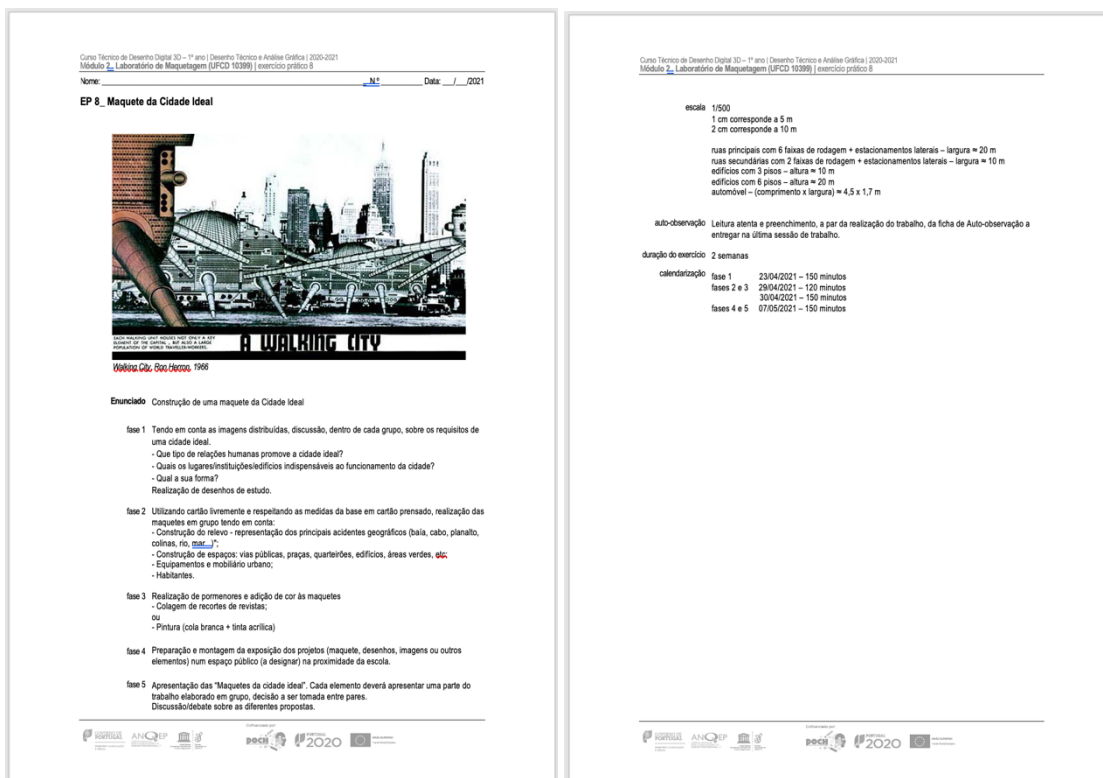 Curso Técnico de Desenho Digital 3D – 1º ano | Desenho Técnico e Análise Gráfica | 2020-2021
Módulo 2_ Laboratório de Maquetagem (UFCD 10399) | exercício prático 8
Nome: ___ N.º ___ Data: __/__/2021
EP 8_ Maquete da Cidade Ideal
EACH WALKING UNIT HOUSES NOT ONLY A KEY
ELEMENT OF THE CAPITAL, BUT ALSO A LARGE
POPULATION OF WORLD TRAVELLER-WORKERS.
A WALKING CITY
Walking City, Ron Herron, 1966
Enunciado Construção de uma maquete da Cidade Ideal
fase 1 Tendo em conta as imagens distribuídas, discussão, dentro de cada grupo, sobre os requisitos de
uma cidade ideal.
- Que tipo de relações humanas promove a cidade ideal?
- Quais os lugares/instituições/edifícios indispensáveis ao funcionamento da cidade?
- Qual a sua forma?
Realização de desenhos de estudo.
fase 2 Utilizando cartão livremente e respeitando as medidas da base em cartão prensado, realização das
maquetes em grupo tendo em conta:
- Construção do relevo - representação dos principais acidentes geográficos (baía, cabo, planalto,
colinas, rio, mar...)";
- Construção de espaços: vias públicas, praças, quarteirões, edifícios, áreas verdes, etc;
- Equipamentos e mobiliário urbano;
- Habitantes.
fase 3 Realização de pormenores e adição de cor às maquetes
- Colagem de recortes de revistas;
ou
- Pintura (cola branca + tinta acrílica)
fase 4 Preparação e montagem da exposição dos projetos (maquete, desenhos, imagens ou outros
elementos) num espaço público (a designar) na proximidade da escola.
fase 5 Apresentação das “Maquetes da cidade ideal”. Cada elemento deverá apresentar uma parte do
trabalho elaborado em grupo, decisão a ser tomada entre pares.
Discussão/debate sobre as diferentes propostas.
Cofinanciado por:
PORTUGUESA
ANQEP
POCH
PORTUGAL
2020
Curso Técnico de Desenho Digital 3D – 1º ano | Desenho Técnico e Análise Gráfica | 2020-2021
Módulo 2_ Laboratório de Maquetagem (UFCD 10399) | exercício prático 8
escala 1/500
1 cm corresponde a 5 m
2 cm corresponde a 10 m
ruas principais com 6 faixas de rodagem + estacionamentos laterais – largura ≈ 20 m
ruas secundárias com 2 faixas de rodagem + estacionamentos laterais – largura ≈ 10 m
edifícios com 3 pisos – altura ≈ 10 m
edifícios com 6 pisos – altura ≈ 20 m
automóvel – (comprimento x largura) ≈ 4,5 x 1,7 m
auto-observação Leitura atenta e preenchimento, a par da realização do trabalho, da ficha de Auto-observação a
entregar na última sessão de trabalho.
duração do exercício 2 semanas
calendarização fase 1 23/04/2021 – 150 minutos
fases 2 e 3 29/04/2021 – 120 minutos
30/04/2021 – 150 minutos
fases 4 e 5 07/05/2021 – 150 minutos
Cofinanciado por:
PORTUGUESA
ANQEP
POCH
PORTUGAL
2020